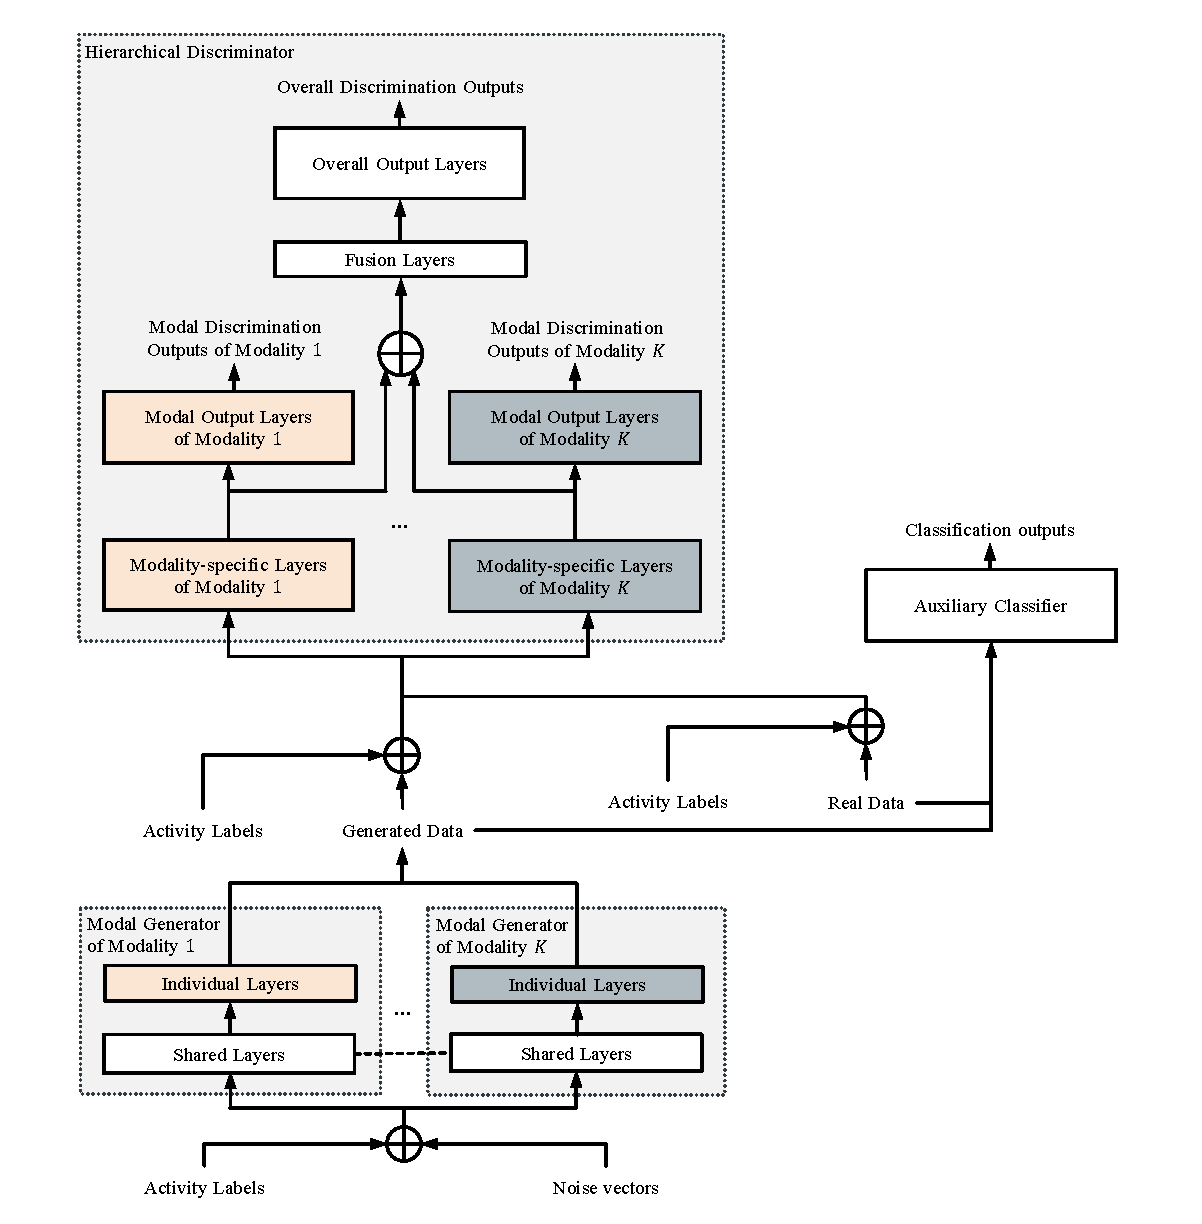 Hierarchical Discriminator
Overall Discrimination Outputs
Overall Output Layers
Fusion Layers
Modal Discrimination
Outputs of Modality 1
Modal Discrimination
Outputs of Modality K
Modal Output Layers
of Modality 1
Modal Output Layers
of Modality K
...
Modality-specific Layers
of Modality 1
Modality-specific Layers
of Modality K
Classification outputs
Auxiliary Classifier
Activity Labels
Real Data
Activity Labels
Generated Data
Modal Generator
of Modality 1
Modal Generator
of Modality K
Individual Layers
Individual Layers
...
Shared Layers
Shared Layers
Activity Labels
Noise vectors